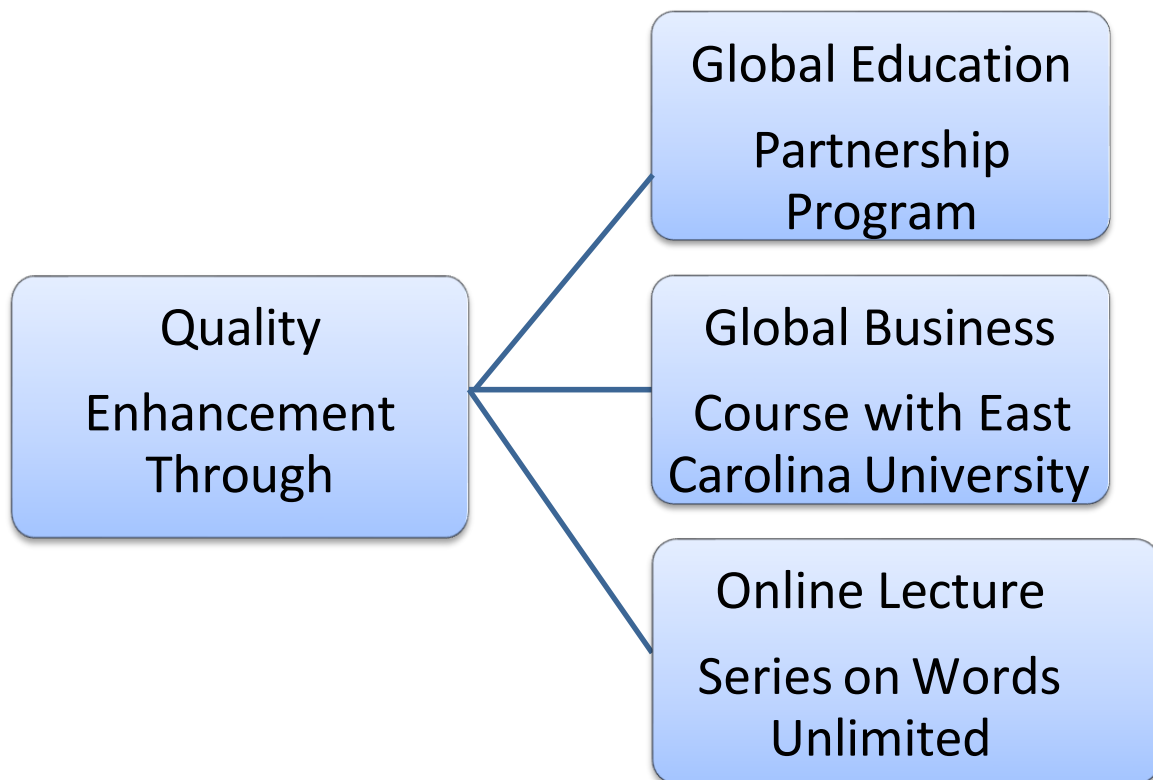 Quality
Enhancement
Through
Global Education
Partnership
Program
Global Business
Course with East
Carolina University
Online Lecture
Series on Words
Unlimited